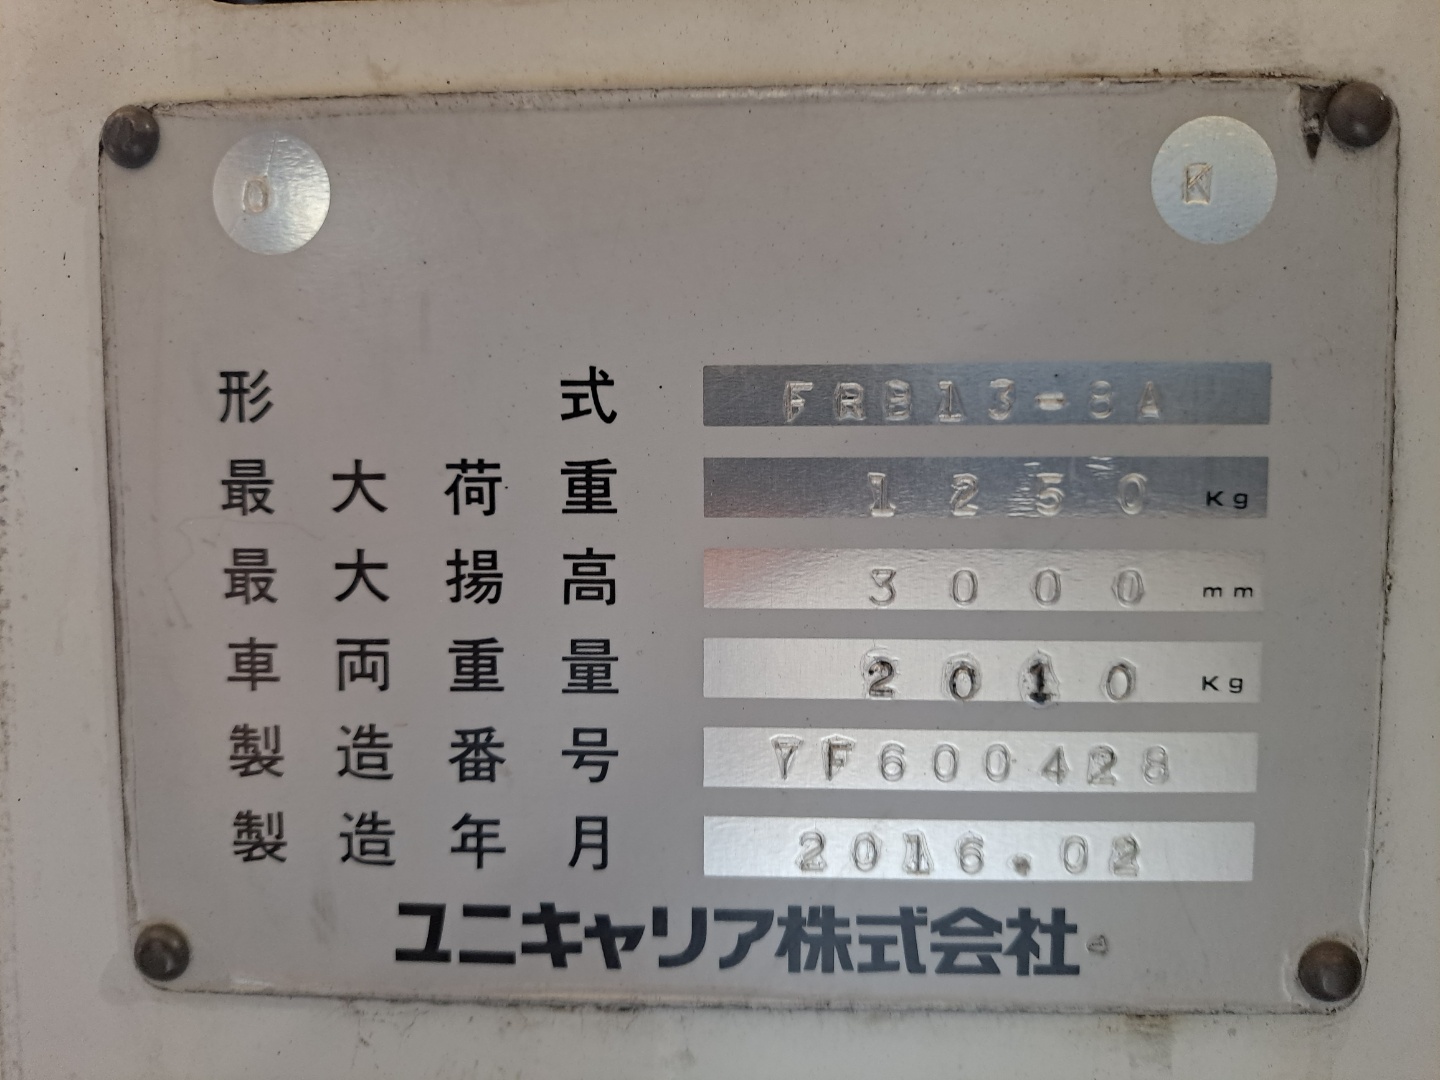 O K
形式 FRB13-8A
最大荷重 1250 Kg
最大揚高 3000 mm
車両重量 2010 Kg
製造番号 YF600428
製造年月 2016.02
ユニキャリア株式会社